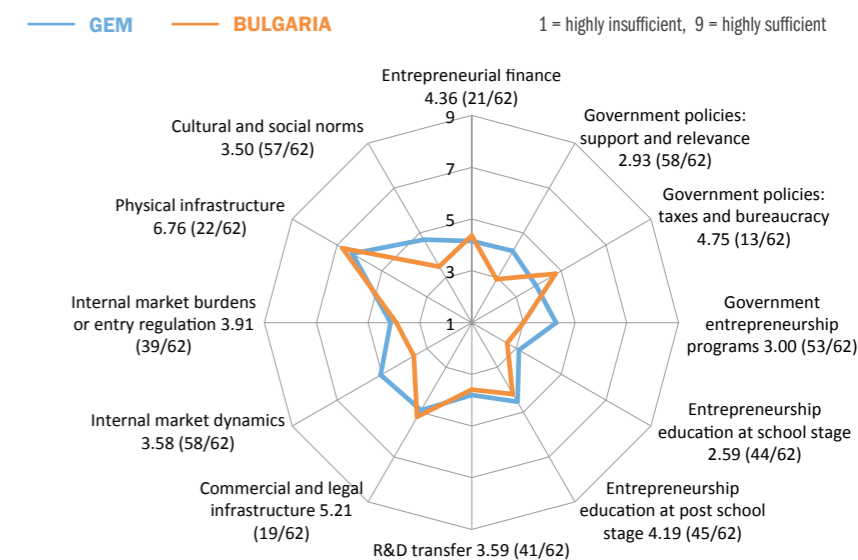 GEM
BULGARIA
1 = highly insufficient, 9 = highly sufficient
Entrepreneurial finance
4.36 (21/62)
Government policies:
support and relevance
2.93 (58/62)
Government policies:
taxes and bureaucracy
4.75 (13/62)
Government
entrepreneurship
programs 3.00 (53/62)
Entrepreneurship
education at school stage
2.59 (44/62)
Entrepreneurship
education at post school
stage 4.19 (45/62)
R&D transfer 3.59 (41/62)
Commercial and legal
infrastructure 5.21
(19/62)
Internal market dynamics
3.58 (58/62)
Internal market burdens
or entry regulation 3.91
(39/62)
Physical infrastructure
6.76 (22/62)
Cultural and social norms
3.50 (57/62)
9
7
5
3
1